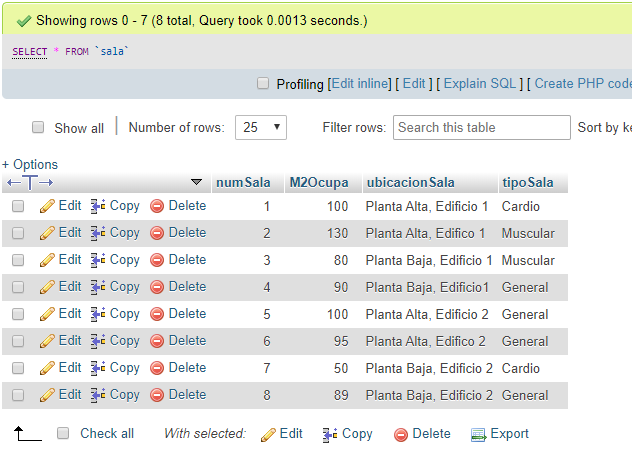 Showing rows 0 - 7 (8 total, Query took 0.0013 seconds.)
SELECT * FROM `sala`
Profiling [Edit inline] [ Edit ] [ Explain SQL ] [ Create PHP code
Show all | Number of rows: 25 Filter rows: Search this table Sort by ke
+ Options
numSala M2Ocupa ubicacionSala tipoSala
Edit Copy Delete 1 100 Planta Alta, Edificio 1 Cardio
Edit Copy Delete 2 130 Planta Alta, Edifico 1 Muscular
Edit Copy Delete 3 80 Planta Baja, Edificio 1 Muscular
Edit Copy Delete 4 90 Planta Baja, Edificio1 General
Edit Copy Delete 5 100 Planta Alta, Edificio 2 General
Edit Copy Delete 6 95 Planta Alta, Edifico 2 General
Edit Copy Delete 7 50 Planta Baja, Edificio 2 Cardio
Edit Copy Delete 8 89 Planta Baja, Edificio 2 General
Check all With selected: Edit Copy Delete Export